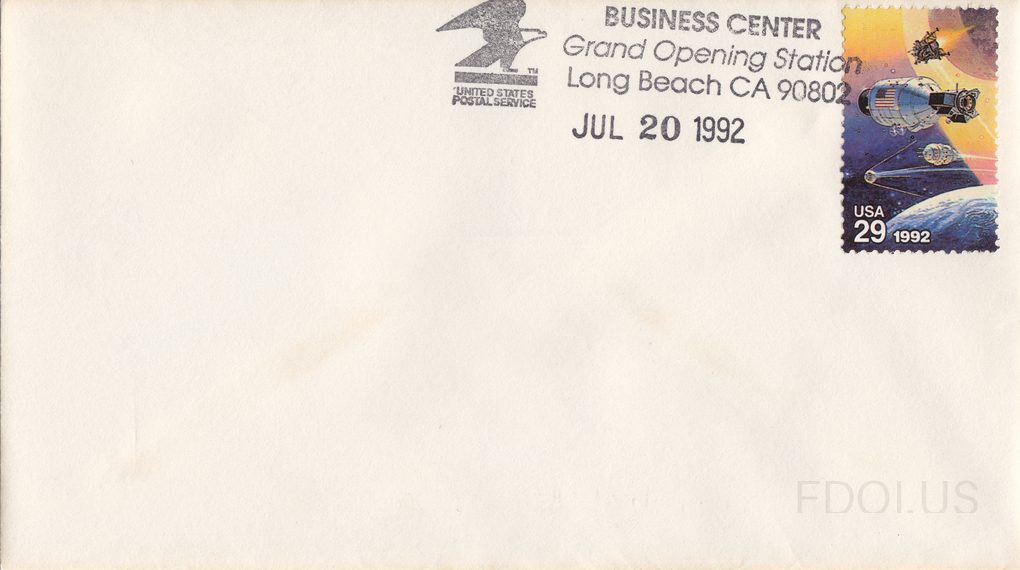 BUSINESS CENTER
Grand Opening Station
Long Beach CA 90802
JUL 20 1992
TM
UNITED STATES
POSTAL SERVICE
USA
29 1992
FDOI.US